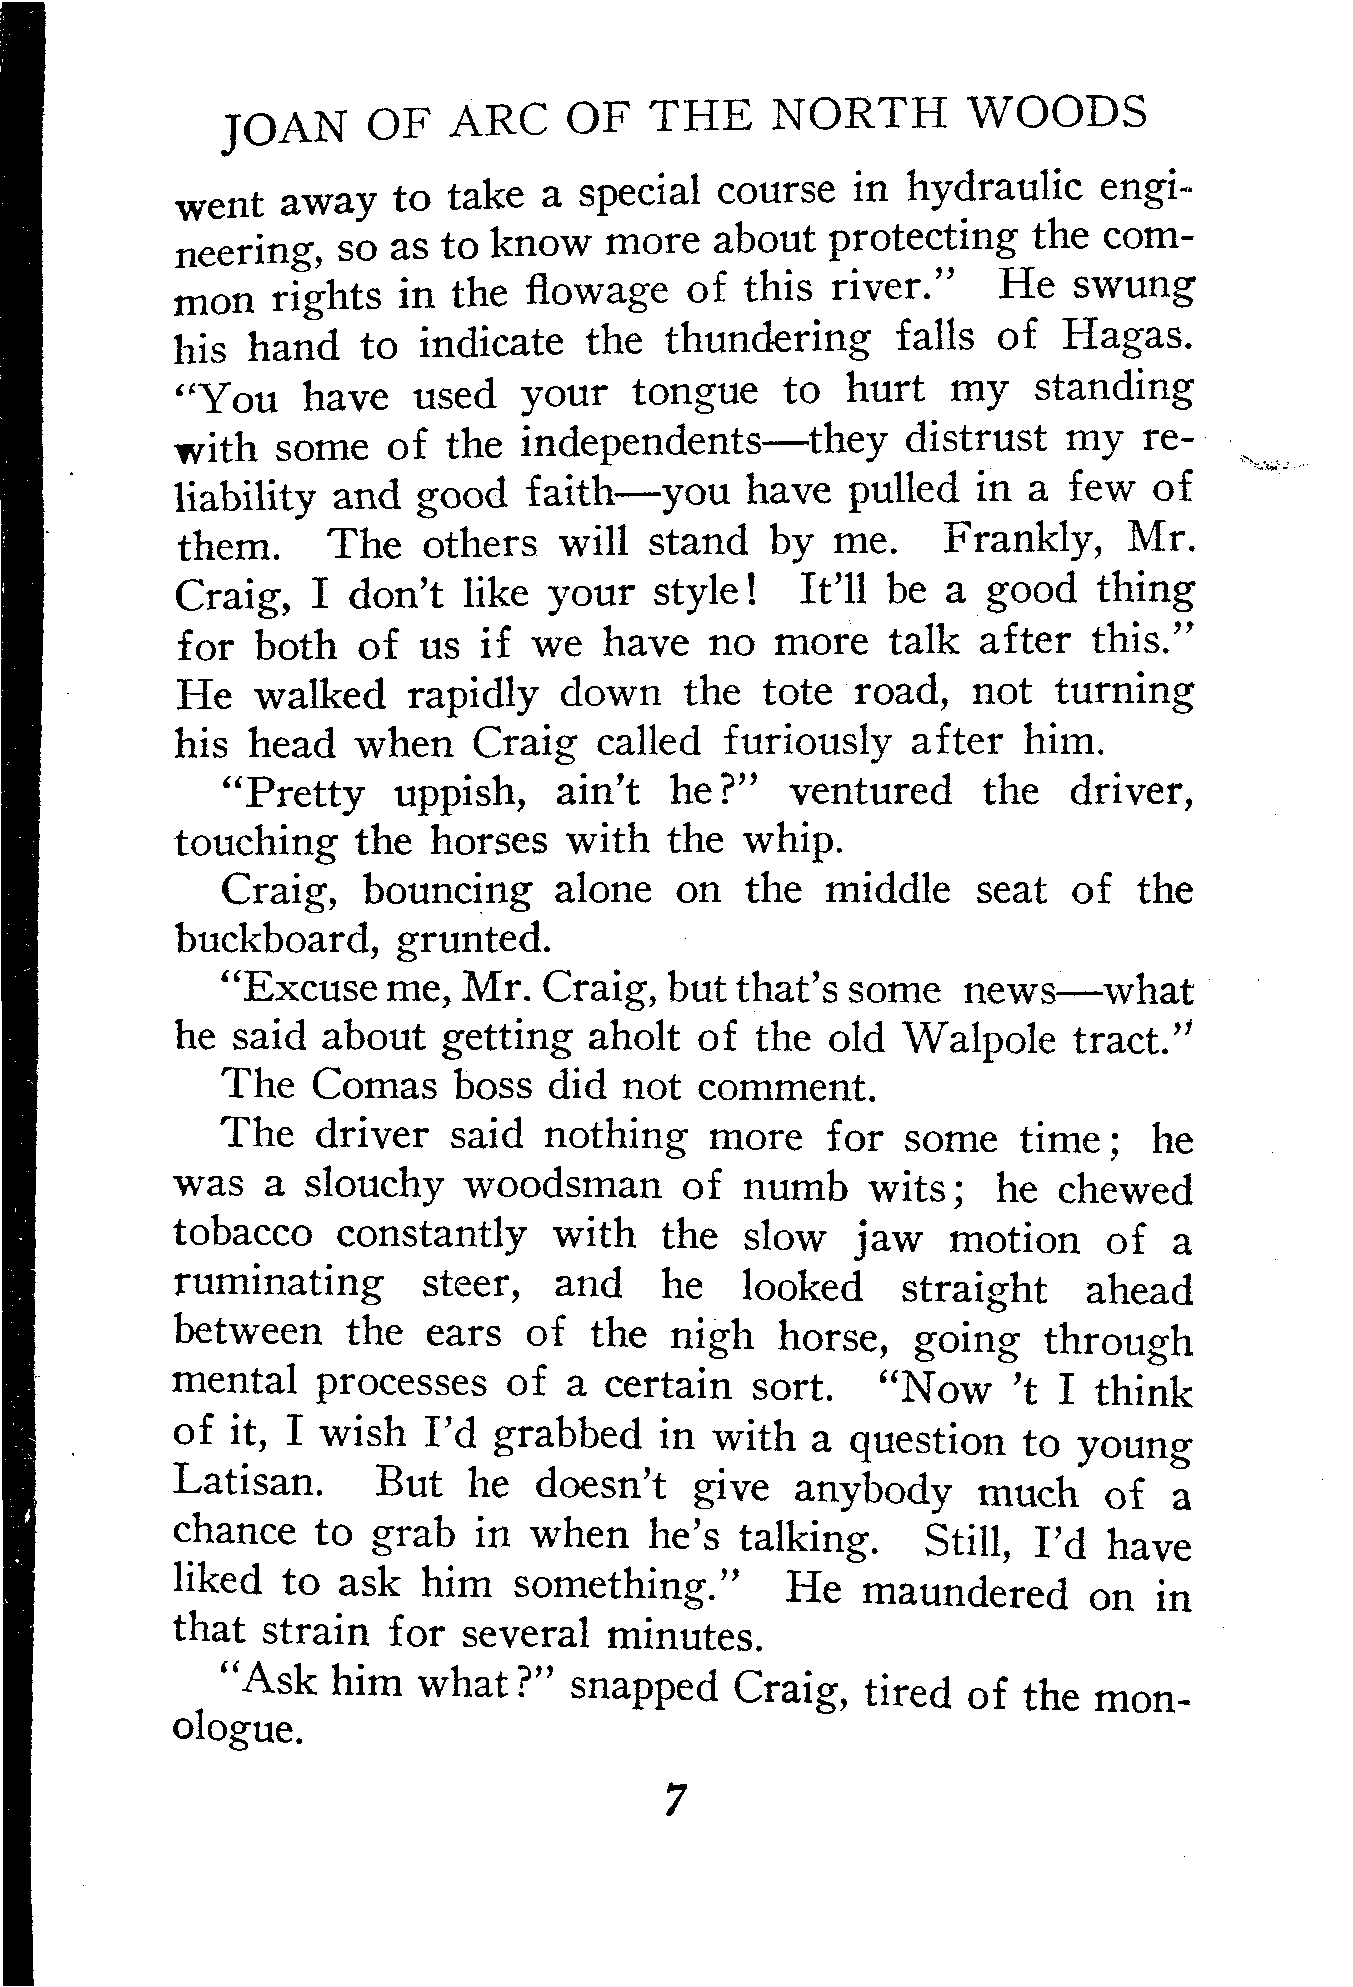 JOAN OF ARC OF THE NORTH WOODS
went away to take a special course in hydraulic engi-
neering, so as to know more about protecting the com-
mon rights in the flowage of this river." He swung
his hand to indicate the thundering falls of Hagas.
"You have used your tongue to hurt my standing
with some of the independents—they distrust my re-
liability and good faith—you have pulled in a few of
them. The others will stand by me. Frankly, Mr.
Craig, I don't like your style! It'll be a good thing
for both of us if we have no more talk after this."
He walked rapidly down the tote road, not turning
his head when Craig called furiously after him.
"Pretty uppish, ain't he?" ventured the driver,
touching the horses with the whip.
Craig, bouncing alone on the middle seat of the
buckboard, grunted.
"Excuse me, Mr. Craig, but that's some news—what
he said about getting aholt of the old Walpole tract."
The Comas boss did not comment.
The driver said nothing more for some time; he
was a slouchy woodsman of numb wits; he chewed
tobacco constantly with the slow jaw motion of a
ruminating steer, and he looked straight ahead
between the ears of the nigh horse, going through
mental processes of a certain sort. "Now 't I think
of it, I wish I'd grabbed in with a question to young
Latisan. But he doesn't give anybody much of a
chance to grab in when he's talking. Still, I'd have
liked to ask him something." He maundered on in
that strain for several minutes.
"Ask him what?" snapped Craig, tired of the mon-
ologue.
7